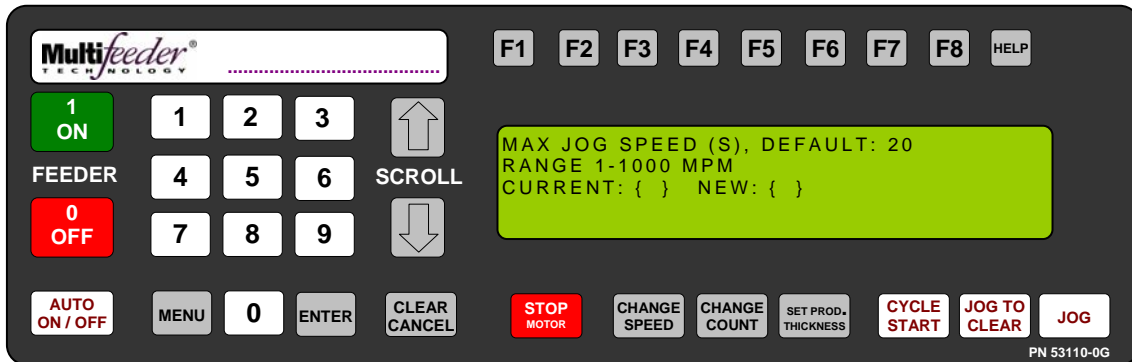 Multifeeder®
TECHNOLOGY
F1 F2 F3 F4 F5 F6 F7 F8 HELP
1
ON
FEEDER
0
OFF
1 2 3
4 5 6
7 8 9
SCROLL
MAX JOG SPEED (S), DEFAULT: 20
RANGE 1-1000 MPM
CURRENT: { } NEW: { }
AUTO
ON / OFF
MENU
0
ENTER
CLEAR
CANCEL
STOP
MOTOR
CHANGE
SPEED
CHANGE
COUNT
SET PROD.
THICKNESS
CYCLE
START
JOG TO
CLEAR
JOG
PN 53110-0G